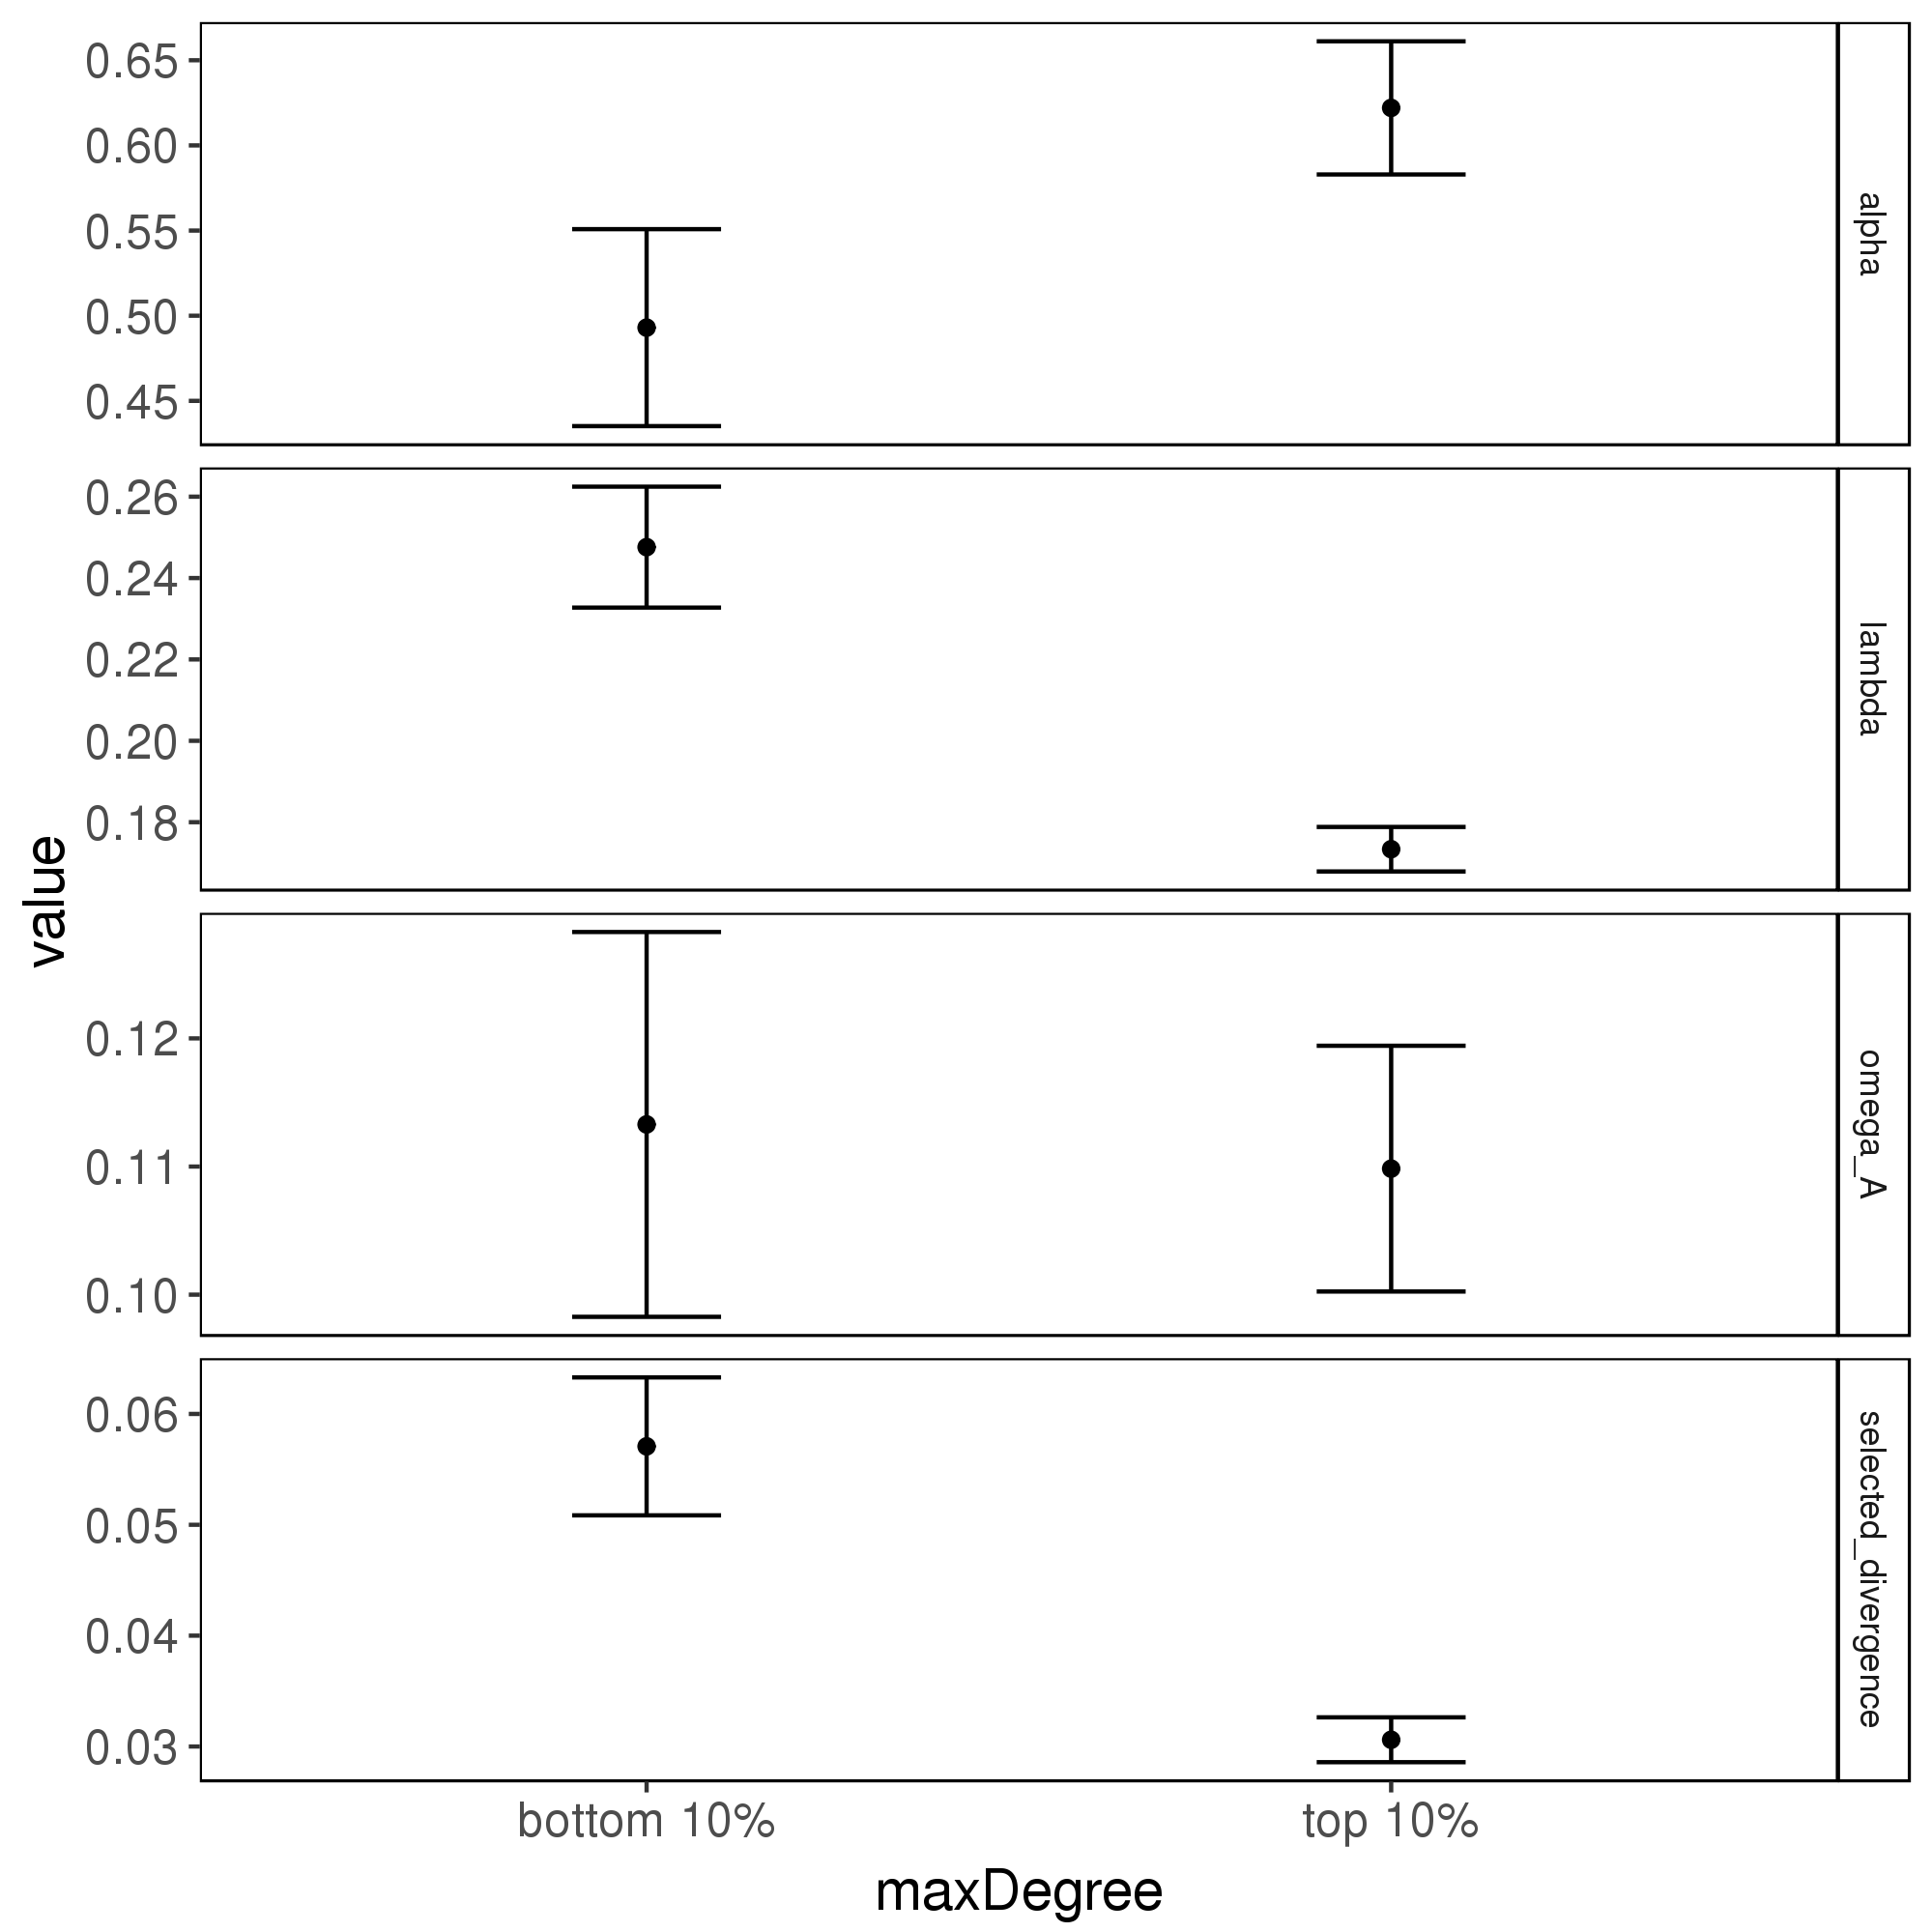 value
0.65
0.60
0.55
0.50
0.45
alpha
0.26
0.24
0.22
0.20
0.18
lambda
0.12
0.11
0.10
omega_A
0.06
0.05
0.04
0.03
selected_divergence
bottom 10%
top 10%
maxDegree